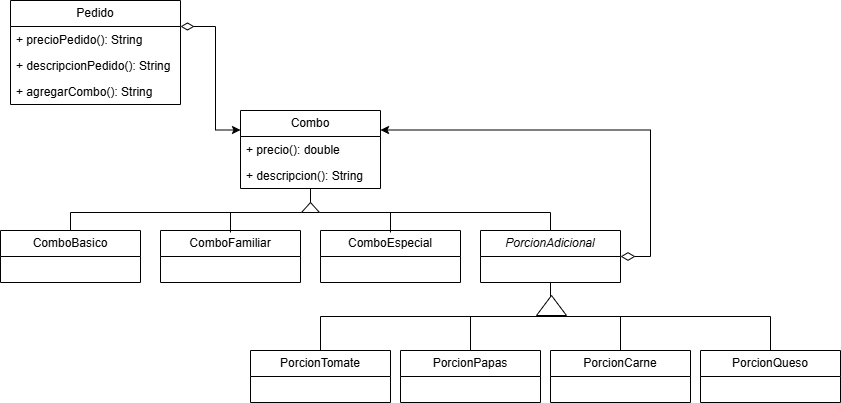 Pedido
+ precioPedido(): String
+ descripcionPedido(): String
+ agregarCombo(): String
Combo
+ precio(): double
+ descripcion(): String
ComboBasico
ComboFamiliar
ComboEspecial
PorcionAdicional
PorcionTomate
PorcionPapas
PorcionCarne
PorcionQueso